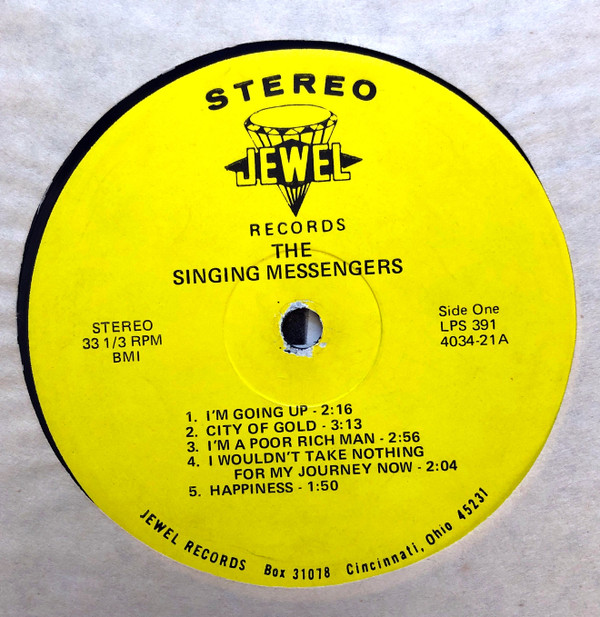 STEREO
JEWEL
RECORDS
THE
SINGING MESSENGERS
STEREO
33 1/3 RPM
BMI
Side One
LPS 391
4034-21A
1. I'M GOING UP - 2:16
2. CITY OF GOLD - 3:13
3. I'M A POOR RICH MAN - 2:56
4. I WOULDN'T TAKE NOTHING
FOR MY JOURNEY NOW - 2:04
5. HAPPINESS - 1:50
JEWEL RECORDS Box 31078 Cincinnati, Ohio 45231